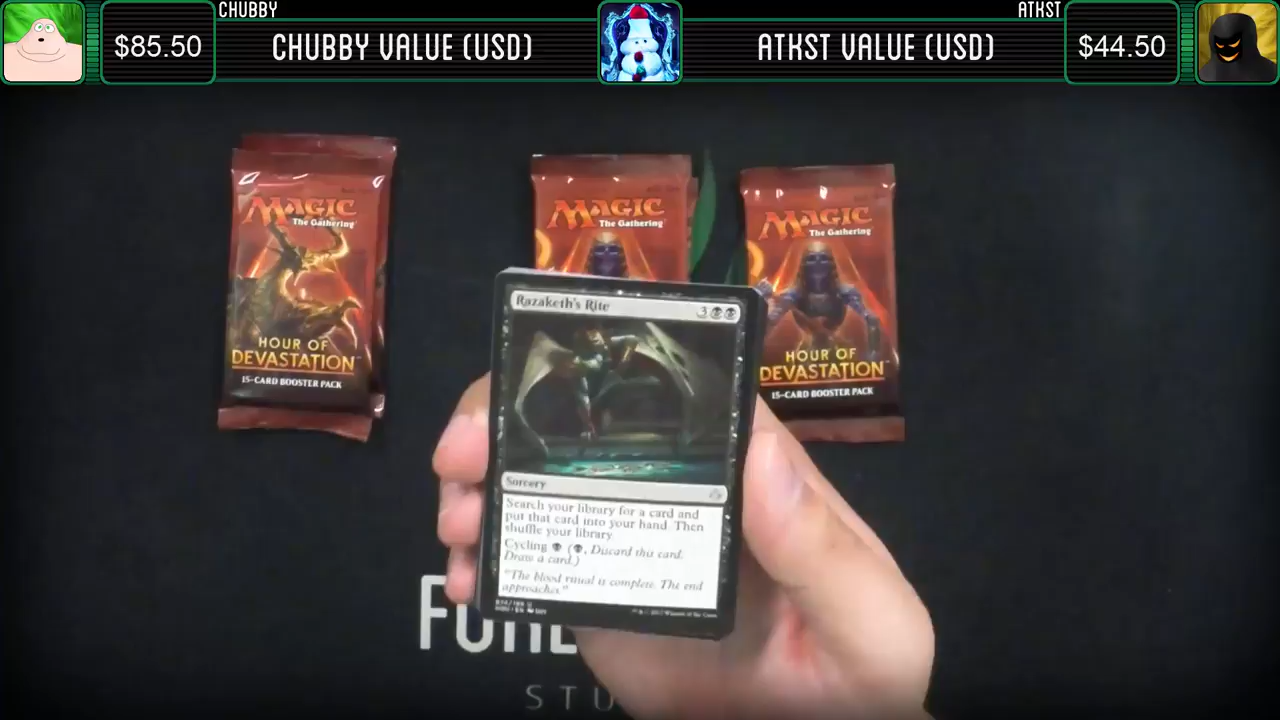 CHUBBY
ATKST
$85.50
CHUBBY VALUE (USD)
ATKST VALUE (USD)
$44.50
MAGIC
The Gathering
HOUR OF
DEVASTATION
15-CARD BOOSTER PACK
MAGIC
The Gathering
MAGIC
The Gathering
HOUR OF
DEVASTATION
15-CARD BOOSTER PACK
Razaketh's Rite
3
Sorcery
Search your library for a card and
put that card into your hand. Then
shuffle your library.
Cycling (, Discard this card.
Draw a card.)
"The blood ritual is complete. The end
approaches."
STU